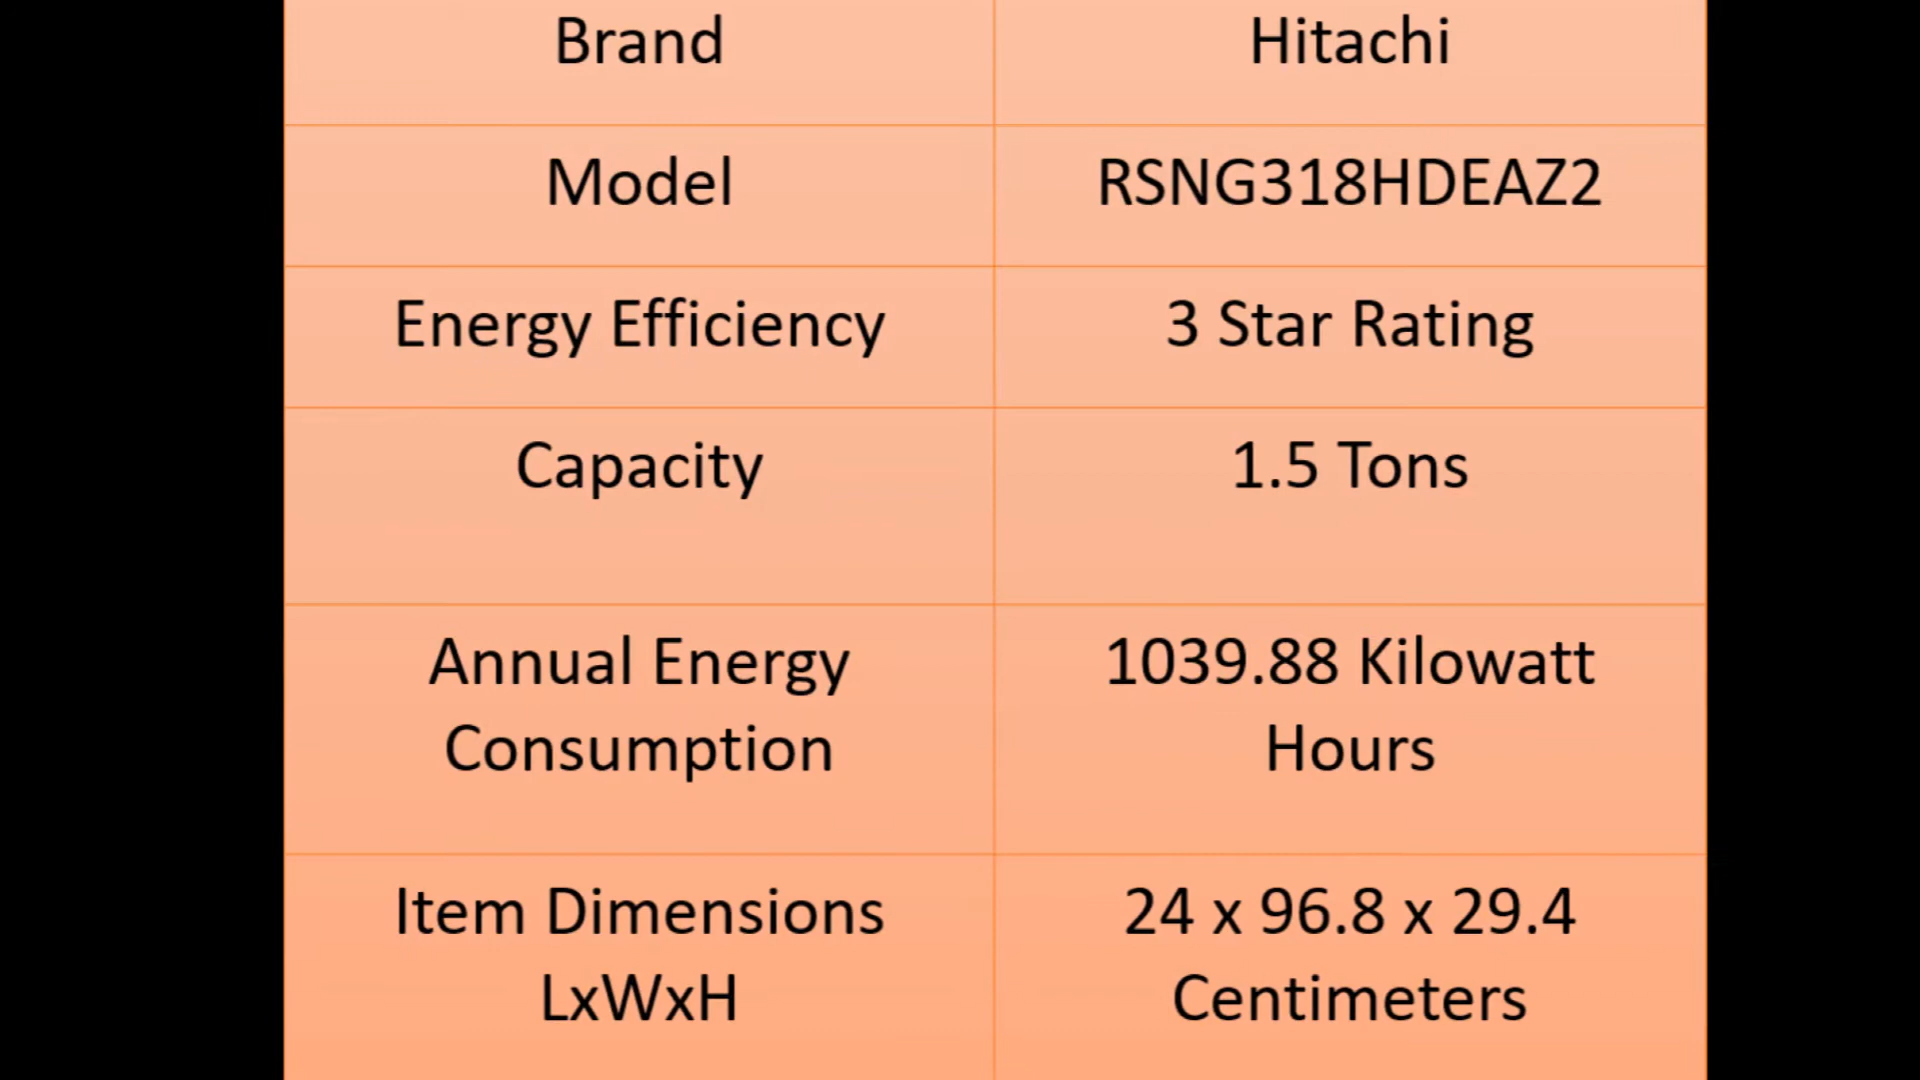 Brand Hitachi
Model RSNG318HDEAZ2
Energy Efficiency 3 Star Rating
Capacity 1.5 Tons
Annual Energy
Consumption
1039.88 Kilowatt
Hours
Item Dimensions
LxWxH
24 x 96.8 x 29.4
Centimeters